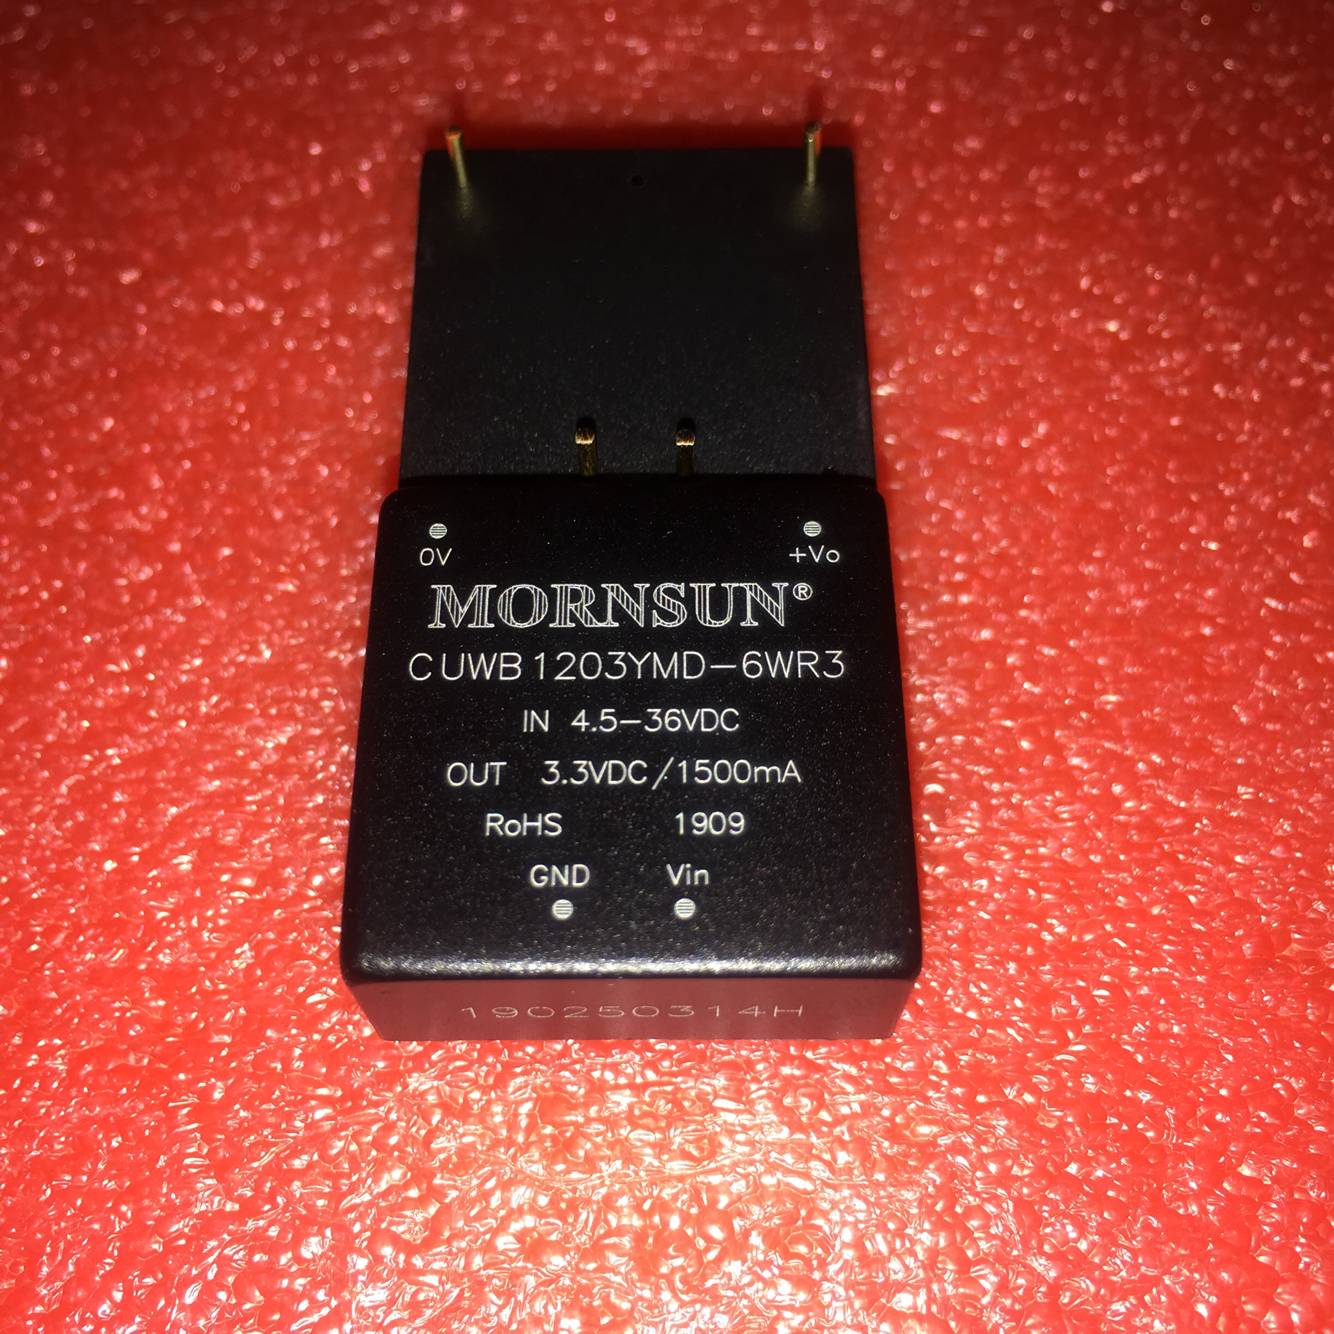 0V +Vo
MORNSUN®
CUWB1203YMD-6WR3
IN 4.5-36VDC
OUT 3.3VDC/1500mA
RoHS 1909
GND Vin
190250314H